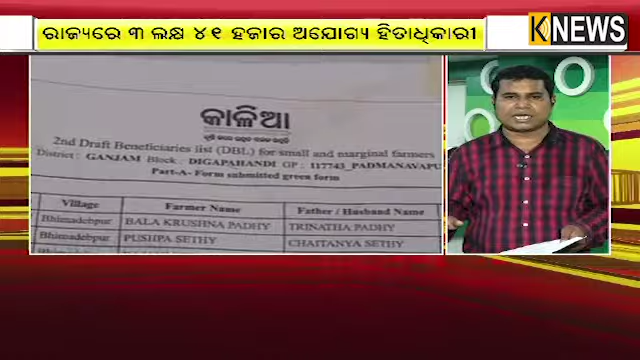 ରାଜ୍ୟରେ ୩ ଲକ୍ଷ ୪୧ ହଜାର ଅଯୋଗ୍ୟ ହିତାଧିକାରୀ
KNEWS
କାଳିଆ
2nd Draft Beneficiaries list (DBL) for small and marginal farmers
District : GANJAM Block : DIGAPAHANDI GP : 117743_PADMANAVAPU
Part-A- Form submitted green form
Village Farmer Name Father / Husband Name
Bhimadebpur BALA KRUSHNA PADHY TRINATHA PADHY
Bhimadebpur PUSHPA SETHY CHAITANYA SETHY